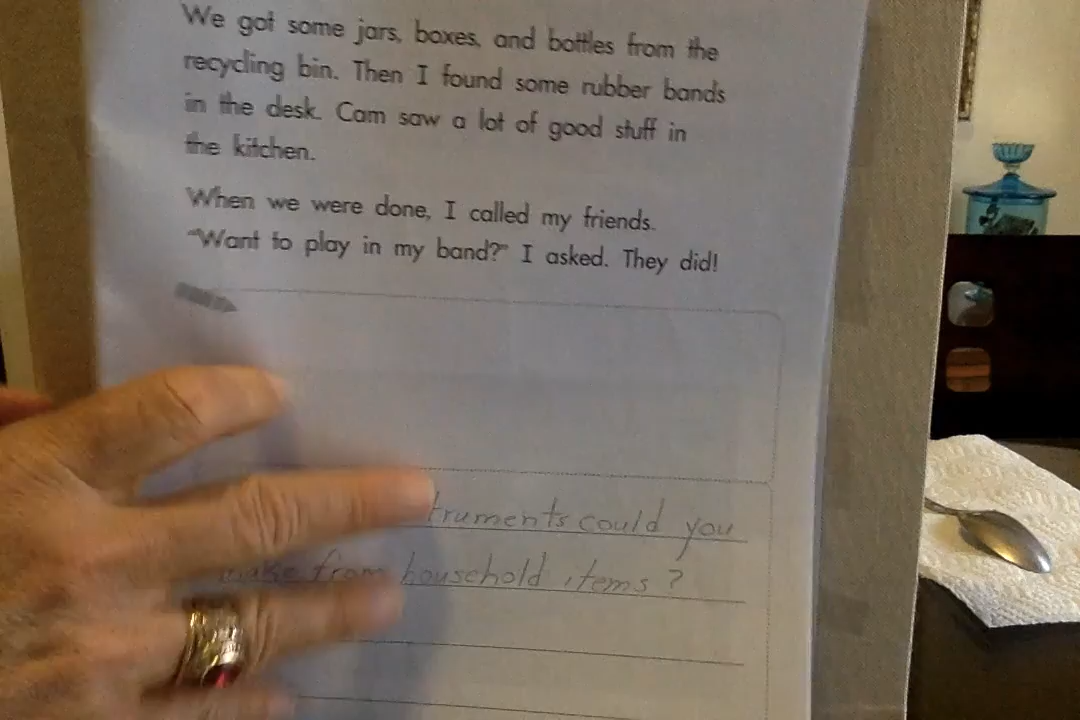 We got some jars, boxes, and bottles from the
recycling bin. Then I found some rubber bands
in the desk. Cam saw a lot of good stuff in
the kitchen.
When we were done, I called my friends.
"Want to play in my band?" I asked. They did!
truments could you
make from household items?